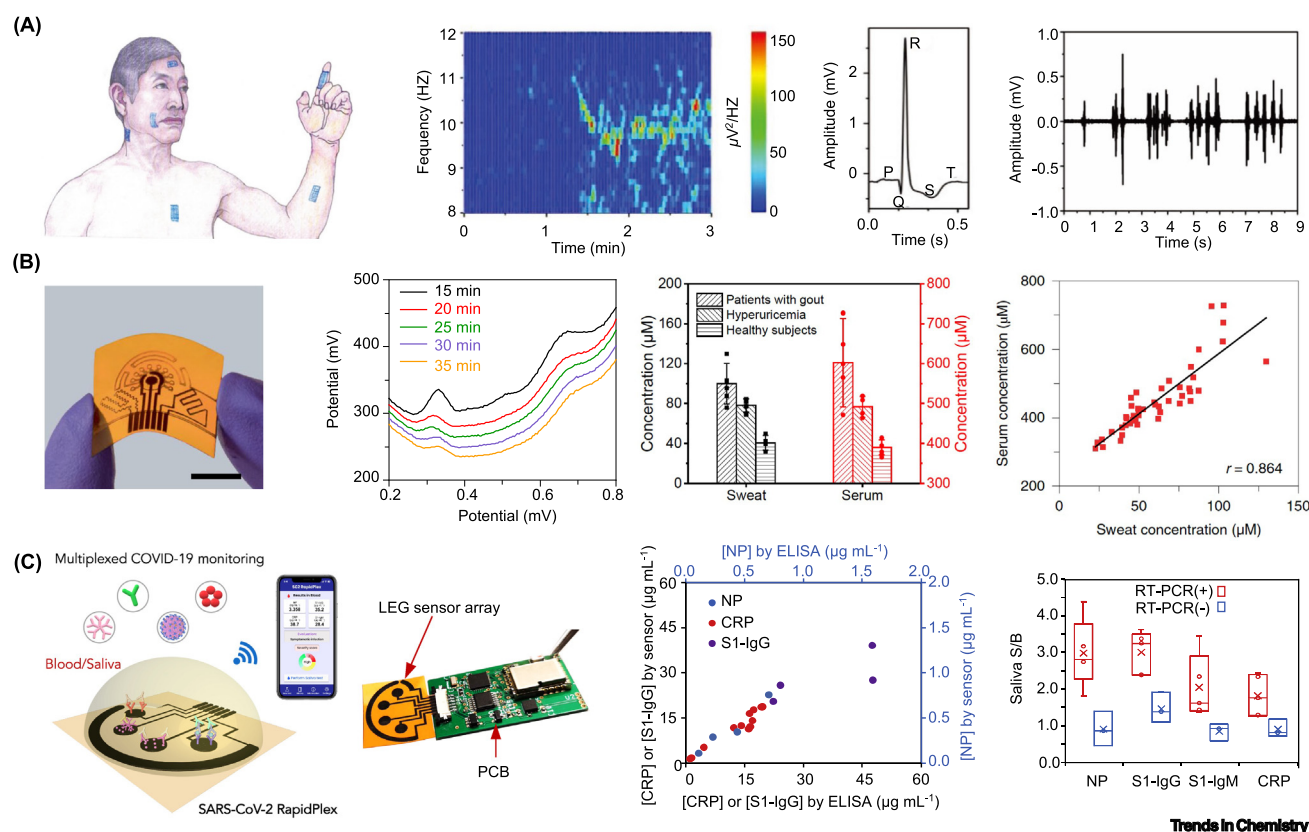 (A)
Fequency (HZ)
12
11
10
9
8
0
1
2
3
Time (min)
150
100
50
0
µV²/HZ
Amplitude (mV)
2
1
0
R
P
Q
S
T
0.0
0.5
Time (s)
Amplitude (mV)
1.0
0.5
0.0
-0.5
-1.0
0 1 2 3 4 5 6 7 8 9
Time (s)
(B)
Potential (mV)
500
400
300
200
15 min
20 min
25 min
30 min
35 min
0.2
0.4
0.6
0.8
Potential (mV)
Concentration (µM)
200
160
120
80
40
0
Patients with gout
Hyperuricemia
Healthy subjects
Sweat
Serum
800
700
600
500
400
300
Concentration (µM)
Serum concentration (µM)
800
600
400
200
r = 0.864
0
50
100
150
Sweat concentration (µM)
(C)
Multiplexed COVID-19 monitoring
Blood/Saliva
SARS-CoV-2 RapidPlex
LEG sensor array
PCB
[NP] by ELISA (µg mL⁻¹)
0.0 0.4 0.8 1.2 1.6 2.0
[CRP] or [S1-IgG] by sensor (µg mL⁻¹)
60
45
30
15
0
NP
CRP
S1-IgG
2.0
1.5
1.0
0.5
0.0
[NP] by sensor (µg mL⁻¹)
0 15 30 45 60
[CRP] or [S1-IgG] by ELISA (µg mL⁻¹)
Saliva S/B
5.0
4.0
3.0
2.0
1.0
0
RT-PCR(+)
RT-PCR(-)
NP
S1-IgG
S1-IgM
CRP
Trends in Chemistry